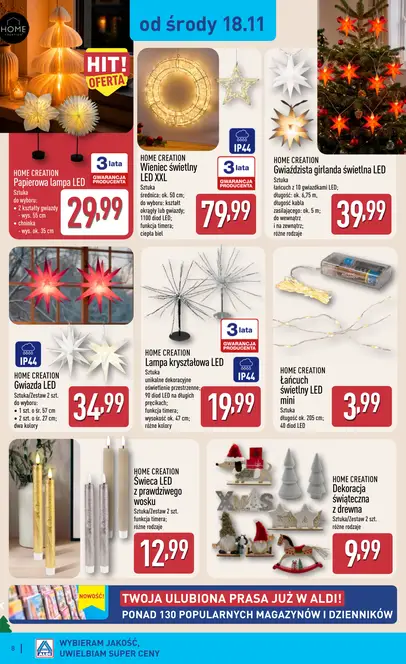 HOME
CREATION
od środy 18.11
HIT!
OFERTA
HOME CREATION
Papierowa lampa LED
Sztuka
do wyboru:
• 2 kształty gwiazdy
- wys. 55 cm
• choinka
- wys. ok. 35 cm
3 lata
GWARANCJA
PRODUCENTA
29,99
HOME CREATION
Wieniec świetlny
LED XXL
Sztuka
średnica: ok. 50 cm;
do wyboru: kształt
okrągły lub gwiazdy;
1100 diod LED;
funkcja timera;
ciepła biel
IP44
3 lata
GWARANCJA
PRODUCENTA
79,99
HOME CREATION
Gwiaździsta girlanda świetlna LED
Sztuka
łańcuch z 10 gwiazdkami LED;
długość: ok. 6,75 m,
długość kabla
zasilającego: ok. 5 m;
do wewnątrz
i na zewnątrz;
różne rodzaje
IP44
3 lata
GWARANCJA
PRODUCENTA
39,99
IP44
HOME CREATION
Gwiazda LED
Sztuka/Zestaw 2 szt.
do wyboru:
• 1 szt. o śr. 57 cm
• 2 szt. o śr. 27 cm;
dwa kolory
34,99
HOME CREATION
Lampa kryształowa LED
Sztuka
unikalne dekoracyjne
oświetlenie przestrzenne;
90 diod LED na długich
pręcikach;
funkcja timera;
wysokość ok. 47 cm;
różne kolory
3 lata
GWARANCJA
PRODUCENTA
IP44
19,99
HOME CREATION
Łańcuch
świetlny LED
mini
Sztuka
długość ok. 205 cm;
40 diod LED
3,99
HOME CREATION
Świeca LED
z prawdziwego
wosku
Sztuka/Zestaw 2 szt.
funkcja timera;
różne rodzaje
12,99
XMAS
HOME CREATION
Dekoracja
świąteczna
z drewna
Sztuka/Zestaw 2 szt.
różne rodzaje
9,99
NOWOŚĆ!
TWOJA ULUBIONA PRASA JUŻ W ALDI!
PONAD 130 POPULARNYCH MAGAZYNÓW I DZIENNIKÓW
8
ALDI
WYBIERAM JAKOŚĆ,
UWIELBIAM SUPER CENY